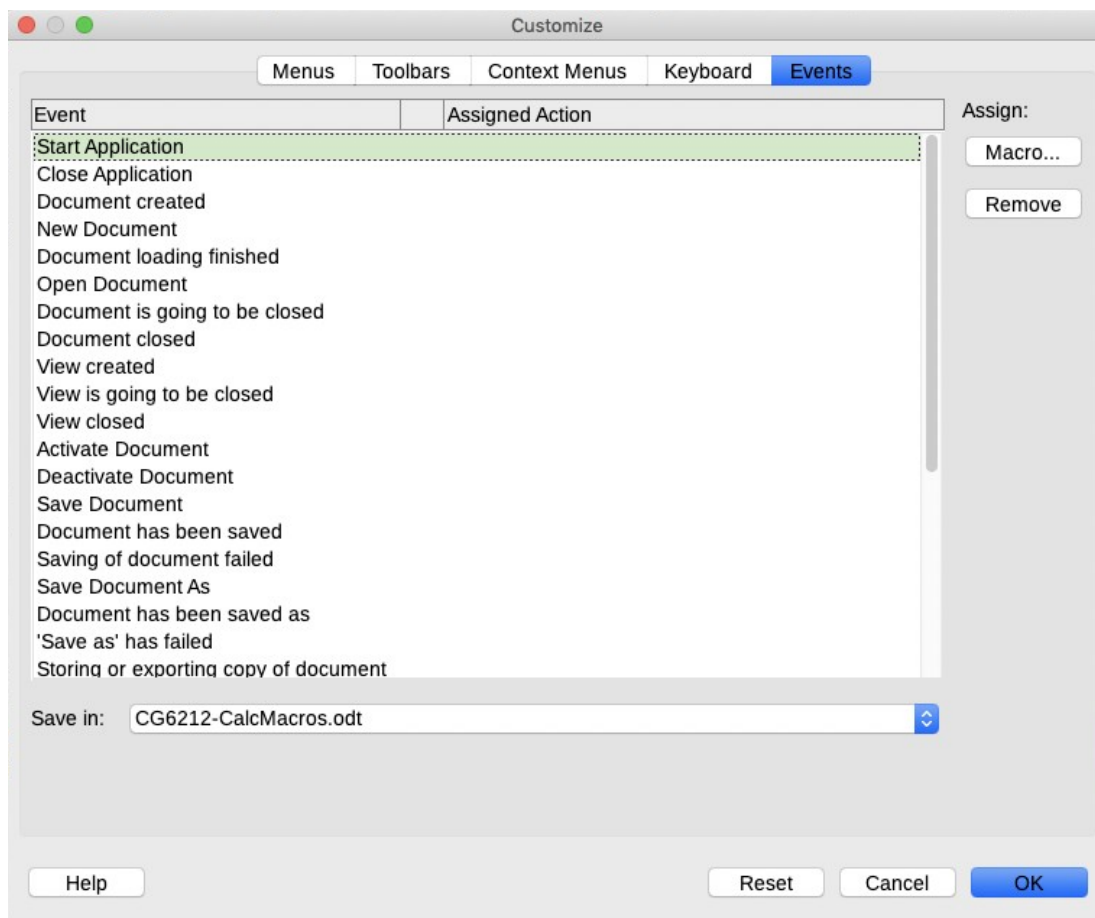 Customize
Menus Toolbars Context Menus Keyboard Events
Event Assigned Action
Assign:
Start Application
Macro...
Close Application
Document created
Remove
New Document
Document loading finished
Open Document
Document is going to be closed
Document closed
View created
View is going to be closed
View closed
Activate Document
Deactivate Document
Save Document
Document has been saved
Saving of document failed
Save Document As
Document has been saved as
'Save as' has failed
Storing or exporting copy of document
Save in: CG6212-CalcMacros.odt
Help Reset Cancel OK